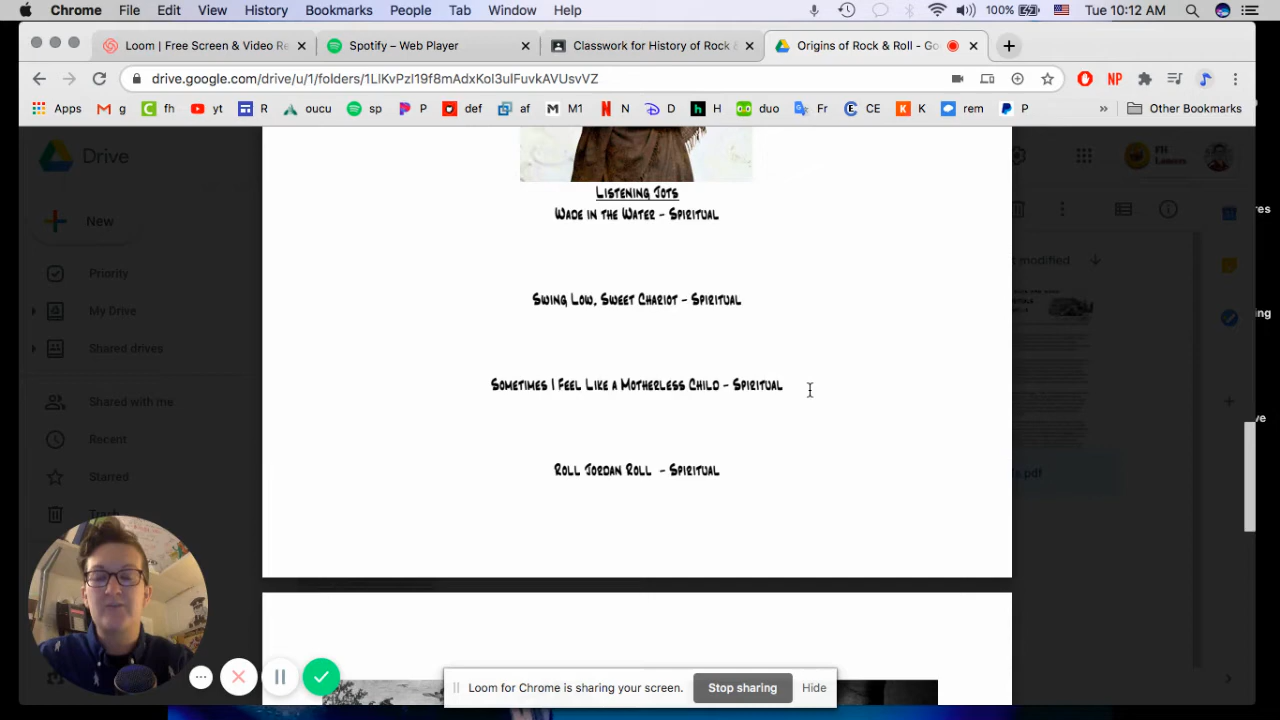 Chrome File Edit View History Bookmarks People Tab Window Help 100% Tue 10:12 AM
Loom | Free Screen & Video Re Spotify – Web Player Classwork for History of Rock & Origins of Rock & Roll - Go
drive.google.com/drive/u/1/folders/
Apps g fh yt R oucu sp P def af M1 N D H duo Fr CE K rem P » Other Bookmarks
Drive
New
Priority
My Drive
Shared drives
Shared with me
Recent
Starred
modified
s.pdf
Listening Jots
Wade in the Water - Spiritual
Swing Low, Sweet Chariot - Spiritual
Sometimes I Feel Like a Motherless Child - Spiritual
Roll Jordan Roll - Spiritual
Loom for Chrome is sharing your screen. Stop sharing Hide